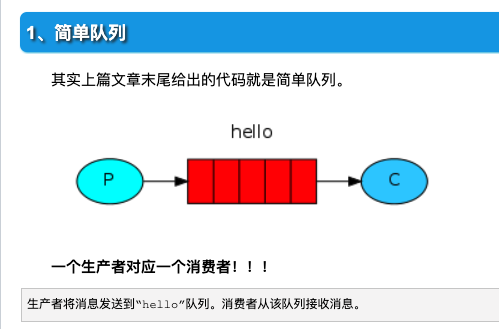 1、简单队列
其实上篇文章末尾给出的代码就是简单队列。
hello
P
C
一个生产者对应一个消费者！！！
生产者将消息发送到“hello”队列。消费者从该队列接收消息。